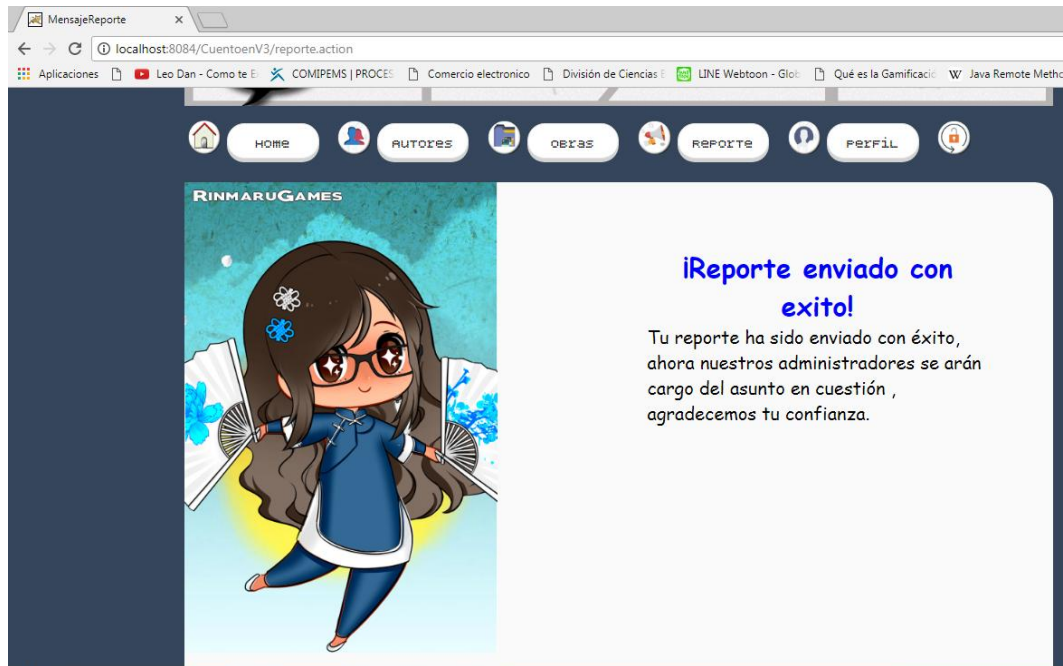 MensajeReporte
localhost:8084/CuentoenV3/reporte.action
Aplicaciones Leo Dan - Como te E COMIPEMS | PROCES Comercio electronico División de Ciencias E LINE Webtoon - Glob Qué es la Gamificacio W Java Remote Metho
Home Autores Obras Reporte Perfil
RinmaruGames
¡Reporte enviado con
exito!
Tu reporte ha sido enviado con éxito,
ahora nuestros administradores se arán
cargo del asunto en cuestión ,
agradecemos tu confianza.